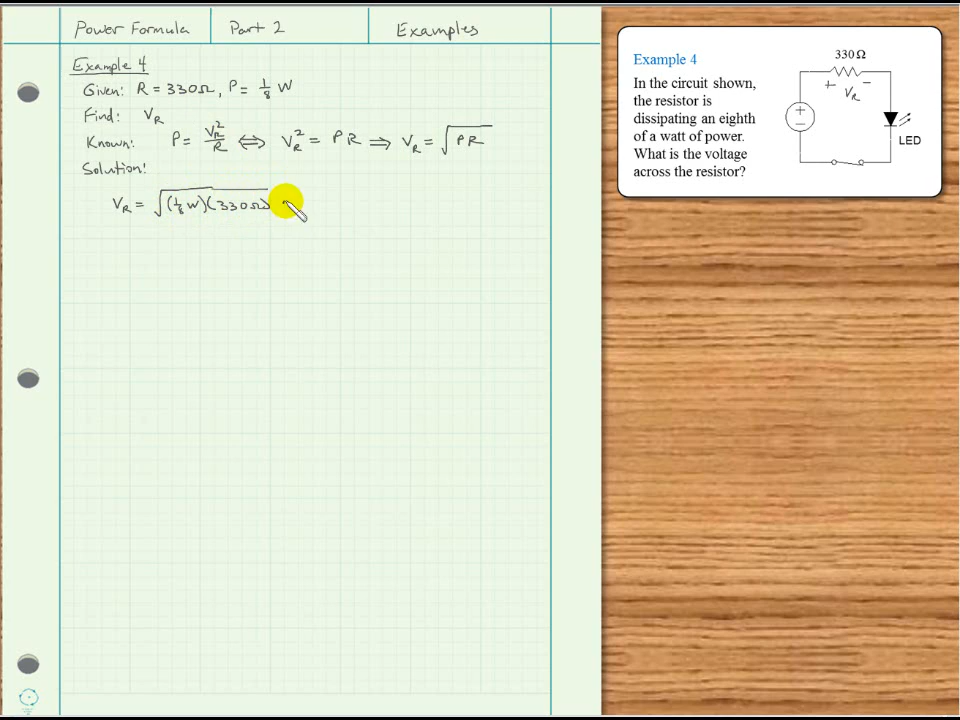 Power Formula Part 2 Examples
Example 4
Given: R = 330Ω, P = 1/8 W
Find: V_R
Known: P = V_R²/R ⟺ V_R² = PR ⟹ V_R = √PR
Solution:
V_R = √(1/8 W)(330Ω)
Example 4
In the circuit shown,
the resistor is
dissipating an eighth
of a watt of power.
What is the voltage
across the resistor?
330 Ω
+ V_R −
+
−
LED